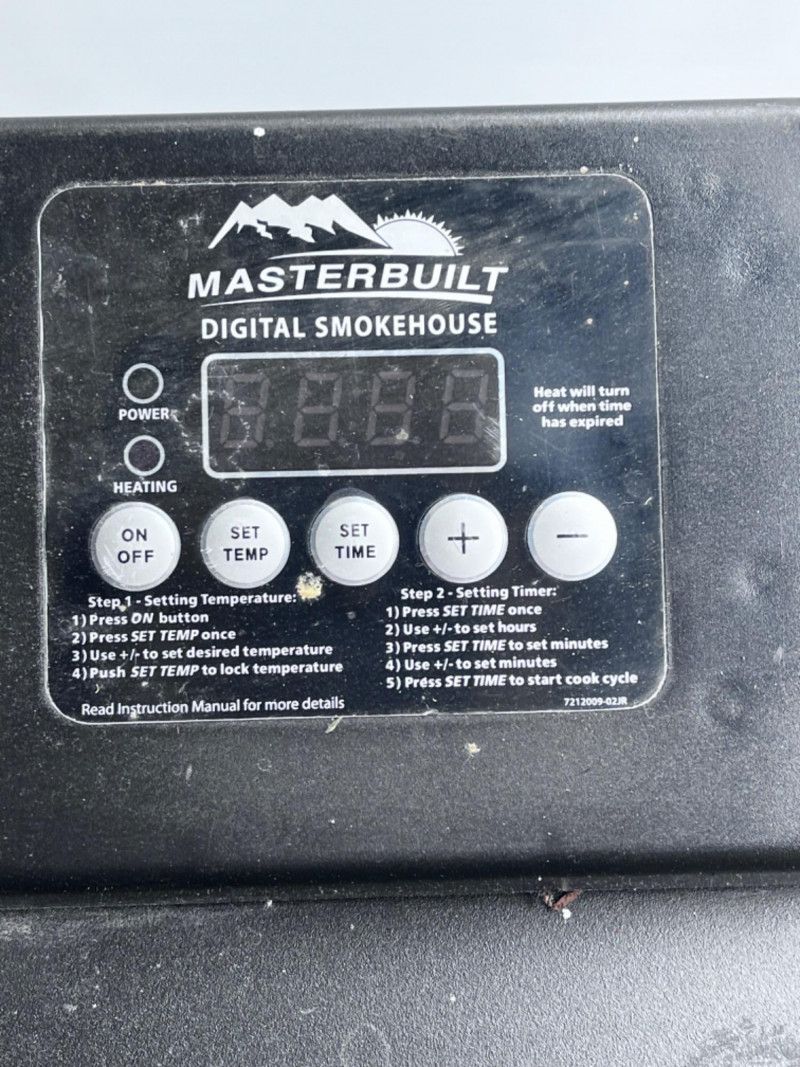 MASTERBUILT
DIGITAL SMOKEHOUSE
POWER
HEATING
Heat will turn
off when time
has expired
ON
OFF
SET
TEMP
SET
TIME
+
−
Step 1 - Setting Temperature:
1) Press ON button
2) Press SET TEMP once
3) Use +/- to set desired temperature
4) Push SET TEMP to lock temperature
Step 2 - Setting Timer:
1) Press SET TIME once
2) Use +/- to set hours
3) Press SET TIME to set minutes
4) Use +/- to set minutes
5) Press SET TIME to start cook cycle
Read Instruction Manual for more details
7212009-02JR